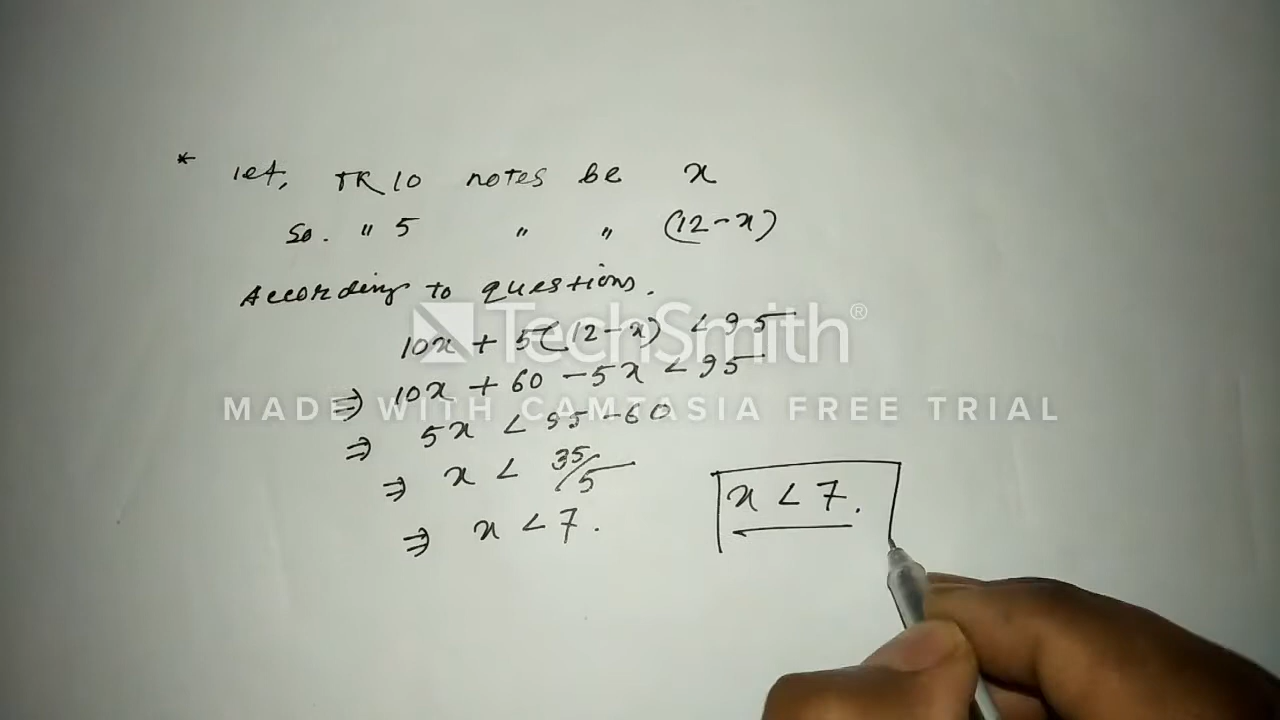 * let, TK 10 notes be x
So. " 5 " " (12-x)
According to questions.
10x + 5(12-x) < 95
⇒ 10x + 60 - 5x < 95
⇒ 5x < 95-60
⇒ x < 35/5
⇒ x < 7.
x < 7.
TechSmith®
MADE WITH CAMTASIA FREE TRIAL